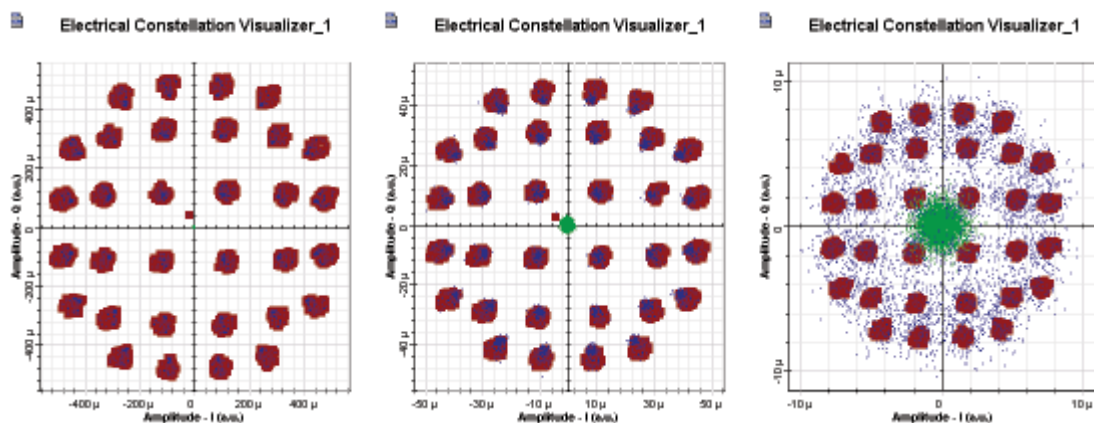 Electrical Constellation Visualizer_1
Amplitude - Q (a.u.)
400 µ
200 µ
0
-200 µ
-400 µ
-400 µ -200 µ 0 200 µ 400 µ
Amplitude - I (a.u.)
Electrical Constellation Visualizer_1
Amplitude - Q (a.u.)
40 µ
20 µ
0
-20 µ
-40 µ
-50 µ -30 µ -10 µ 10 µ 30 µ 50 µ
Amplitude - I (a.u.)
Electrical Constellation Visualizer_1
Amplitude - Q (a.u.)
10 µ
0
-10 µ
-10 µ 0 10 µ
Amplitude - I (a.u.)